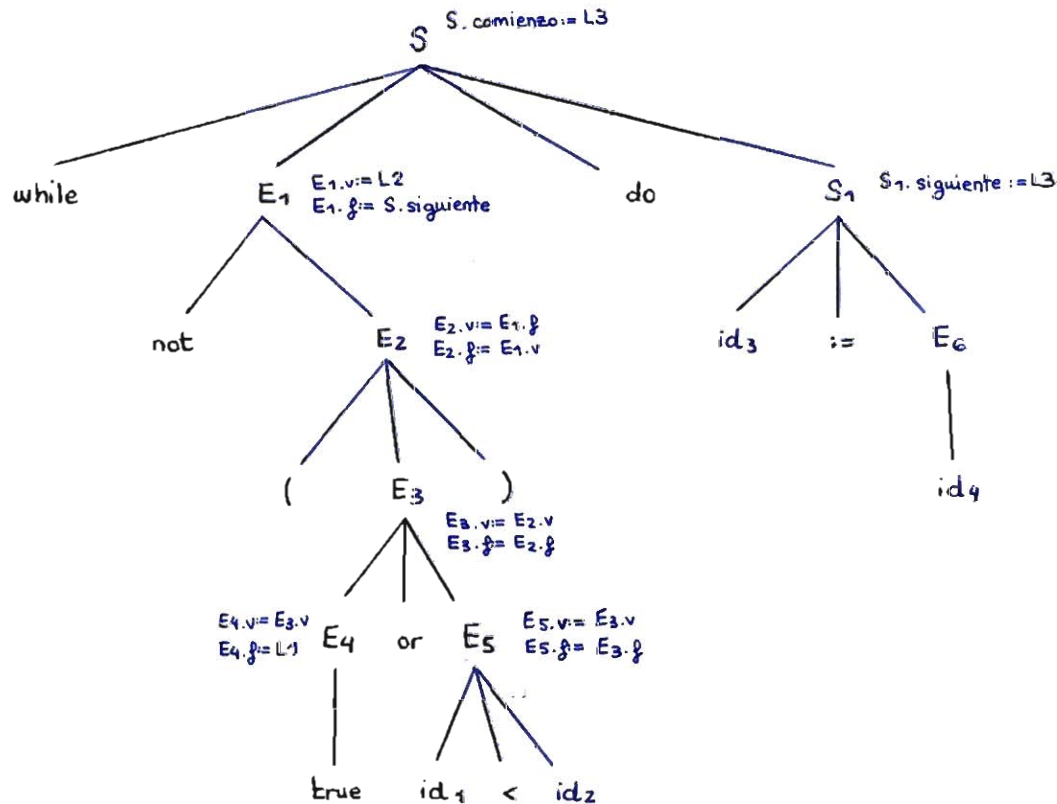 S S.comienzo:= L3
while E1 E1.v:= L2 do S1 S1.siguiente := L3
E1.f:= S.siguiente
not E2 E2.v:= E1.f id3 := E6
E2.f:= E1.v
( E3 ) id4
E3.v:= E2.v
E3.f:= E2.f
E4.v:= E3.v E4 or E5 E5.v:= E3.v
E4.f:= L1 E5.f:= E3.f
true id1 < id2